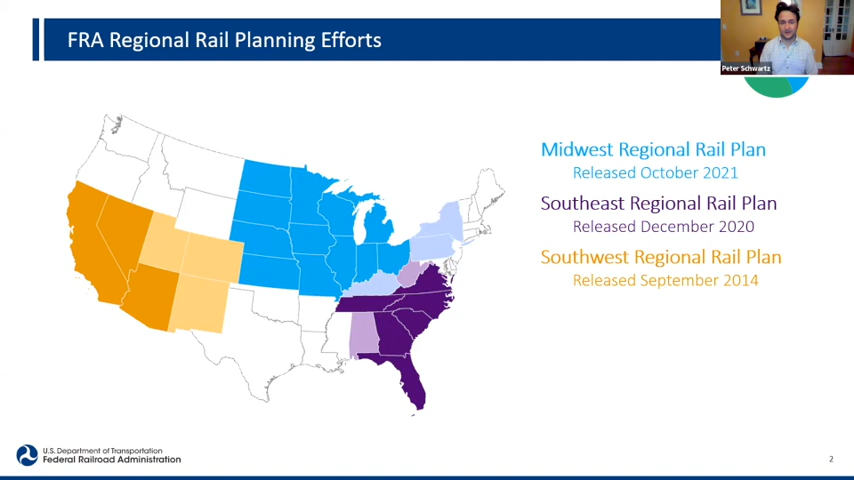 FRA Regional Rail Planning Efforts
Peter Schwartz
Midwest Regional Rail Plan
Released October 2021
Southeast Regional Rail Plan
Released December 2020
Southwest Regional Rail Plan
Released September 2014
U.S. Department of Transportation
Federal Railroad Administration
2